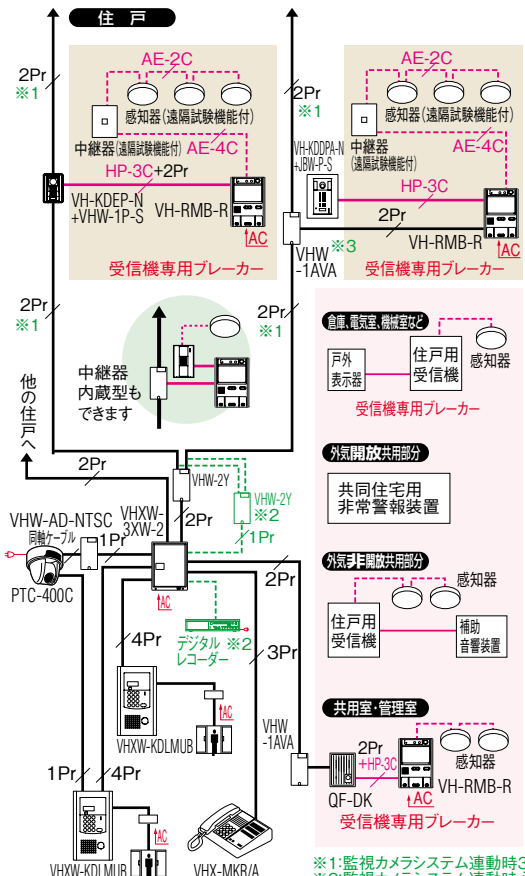 住戸
2Pr
※1
AE-2C
感知器(遠隔試験機能付)
中継器
(遠隔試験機能付)
AE-4C
HP-3C+2Pr
VH-KDEP-N
+VHW-1P-S
VH-RMB-R
AC
受信機専用ブレーカー
2Pr
※1
AE-2C
感知器(遠隔試験機能付)
中継器
(遠隔試験機能付)
AE-4C
VH-KDDPA-N
+JBW-P-S
HP-3C
2Pr
VHW
-1AVA
※3
VH-RMB-R
AC
受信機専用ブレーカー
2Pr
※1
中継器
内蔵型も
できます
2Pr
※1
他の住戸へ
2Pr
VHW-2Y
2Pr
VHW-2Y
※2
1Pr
VHW-AD-NTSC
同軸ケーブル
1Pr
VHXW-
3XW-2
PTC-400C
AC
2Pr
4Pr
デジタル
レコーダー
※2
3Pr
VHXW-KDLMUB
AC
1Pr
4Pr
VHXW-KDLMUB
AC
VHX-MKR/A
VHW
-1AVA
倉庫、電気室、機械室など
戸外
表示器
住戸用
受信機
感知器
受信機専用ブレーカー
外気開放共用部分
共同住宅用
非常警報装置
外気非開放共用部分
感知器
住戸用
受信機
補助
音響装置
共用室・管理室
2Pr
+HP-3C
感知器
QF-DK
VH-RMB-R
AC
受信機専用ブレーカー
※1:監視カメラシステム連動時3